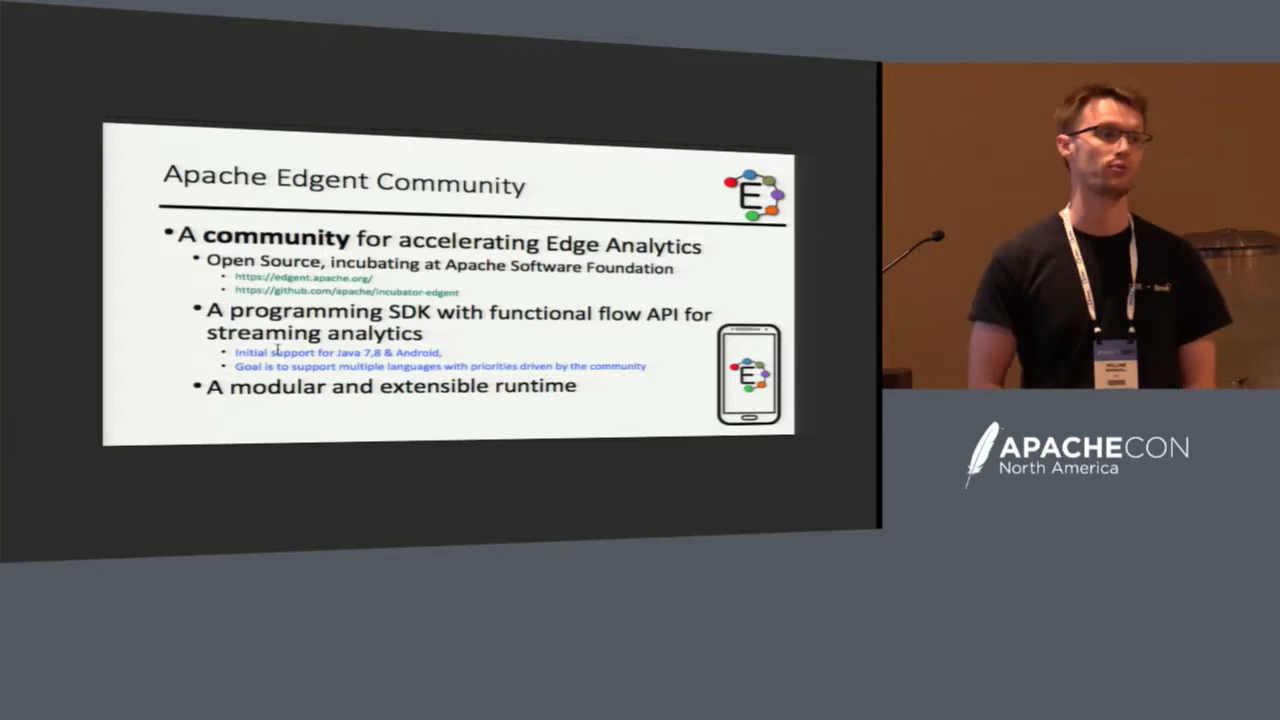 Apache Edgent Community
E
•A community for accelerating Edge Analytics
• Open Source, incubating at Apache Software Foundation
• https://edgent.apache.org/
• https://github.com/apache/incubator-edgent
• A programming SDK with functional flow API for
streaming analytics
• Initial support for Java 7,8 & Android,
• Goal is to support multiple languages with priorities driven by the community
• A modular and extensible runtime
E
WILLIAM
APACHECON
North America